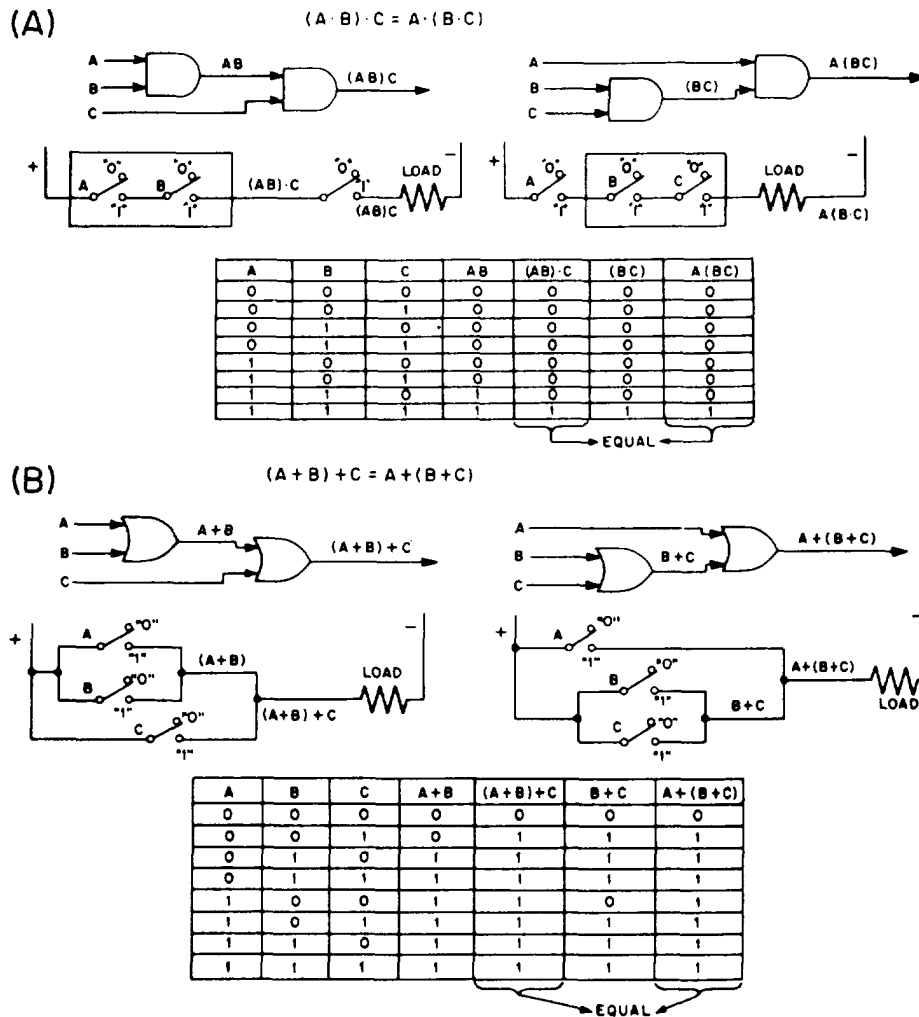 (A)
(A·B)·C = A·(B·C)
A
B
C
AB
(AB)C
A
B
C
(BC)
A(BC)
+
A
"0"
"1"
B
"0"
"1"
(AB)·C
"0"
"1"
(AB)C
LOAD
–
+
A
"0"
"1"
B
"0"
"1"
C
"0"
"1"
LOAD
A(B·C)
–
A B C AB (AB)·C (BC) A(BC)
0 0 0 0 0 0 0
0 0 1 0 0 0 0
0 1 0 0 0 0 0
0 1 1 0 0 0 0
1 0 0 0 0 0 0
1 0 1 0 0 0 0
1 1 0 1 0 0 0
1 1 1 1 1 1 1
EQUAL
(B)
(A+B)+C = A+(B+C)
A
B
C
A+B
(A+B)+C
A
B
C
B+C
A+(B+C)
+
A
"0"
"1"
B
"0"
"1"
C
"0"
"1"
(A+B)
(A+B)+C
LOAD
–
+
A
"0"
"1"
B
"0"
"1"
C
"0"
"1"
B+C
A+(B+C)
LOAD
–
A B C A+B (A+B)+C B+C A+(B+C)
0 0 0 0 0 0 0
0 0 1 0 1 1 1
0 1 0 1 1 1 1
0 1 1 1 1 1 1
1 0 0 1 1 0 1
1 0 1 1 1 1 1
1 1 0 1 1 1 1
1 1 1 1 1 1 1
EQUAL